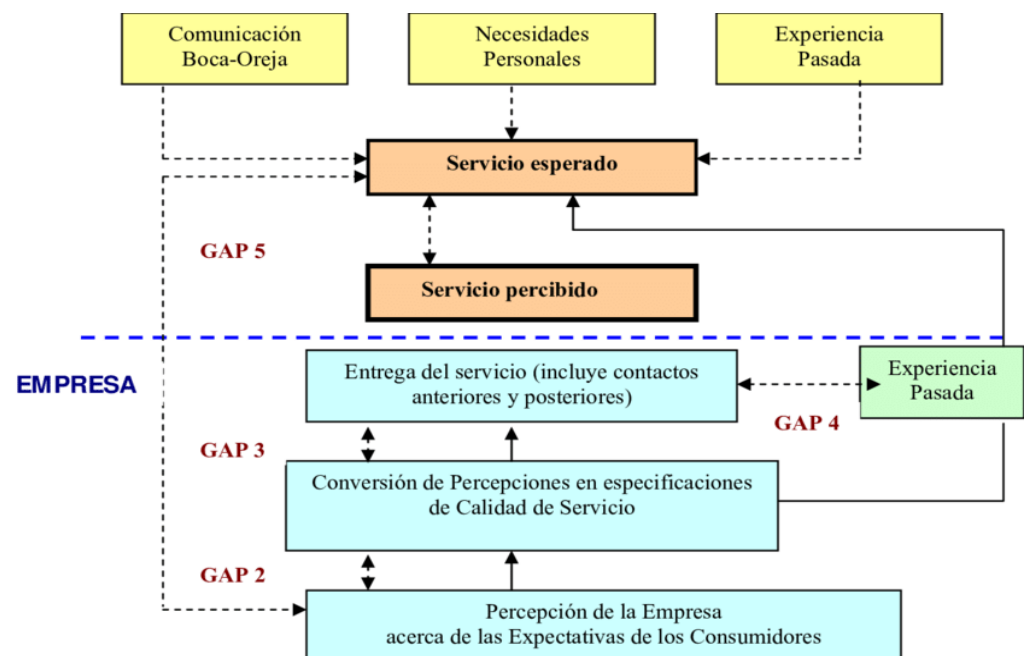 Comunicación
Boca-Oreja
Necesidades
Personales
Experiencia
Pasada
Servicio esperado
GAP 5
Servicio percibido
EMPRESA
Entrega del servicio (incluye contactos
anteriores y posteriores)
Experiencia
Pasada
GAP 4
GAP 3
Conversión de Percepciones en especificaciones
de Calidad de Servicio
GAP 2
Percepción de la Empresa
acerca de las Expectativas de los Consumidores